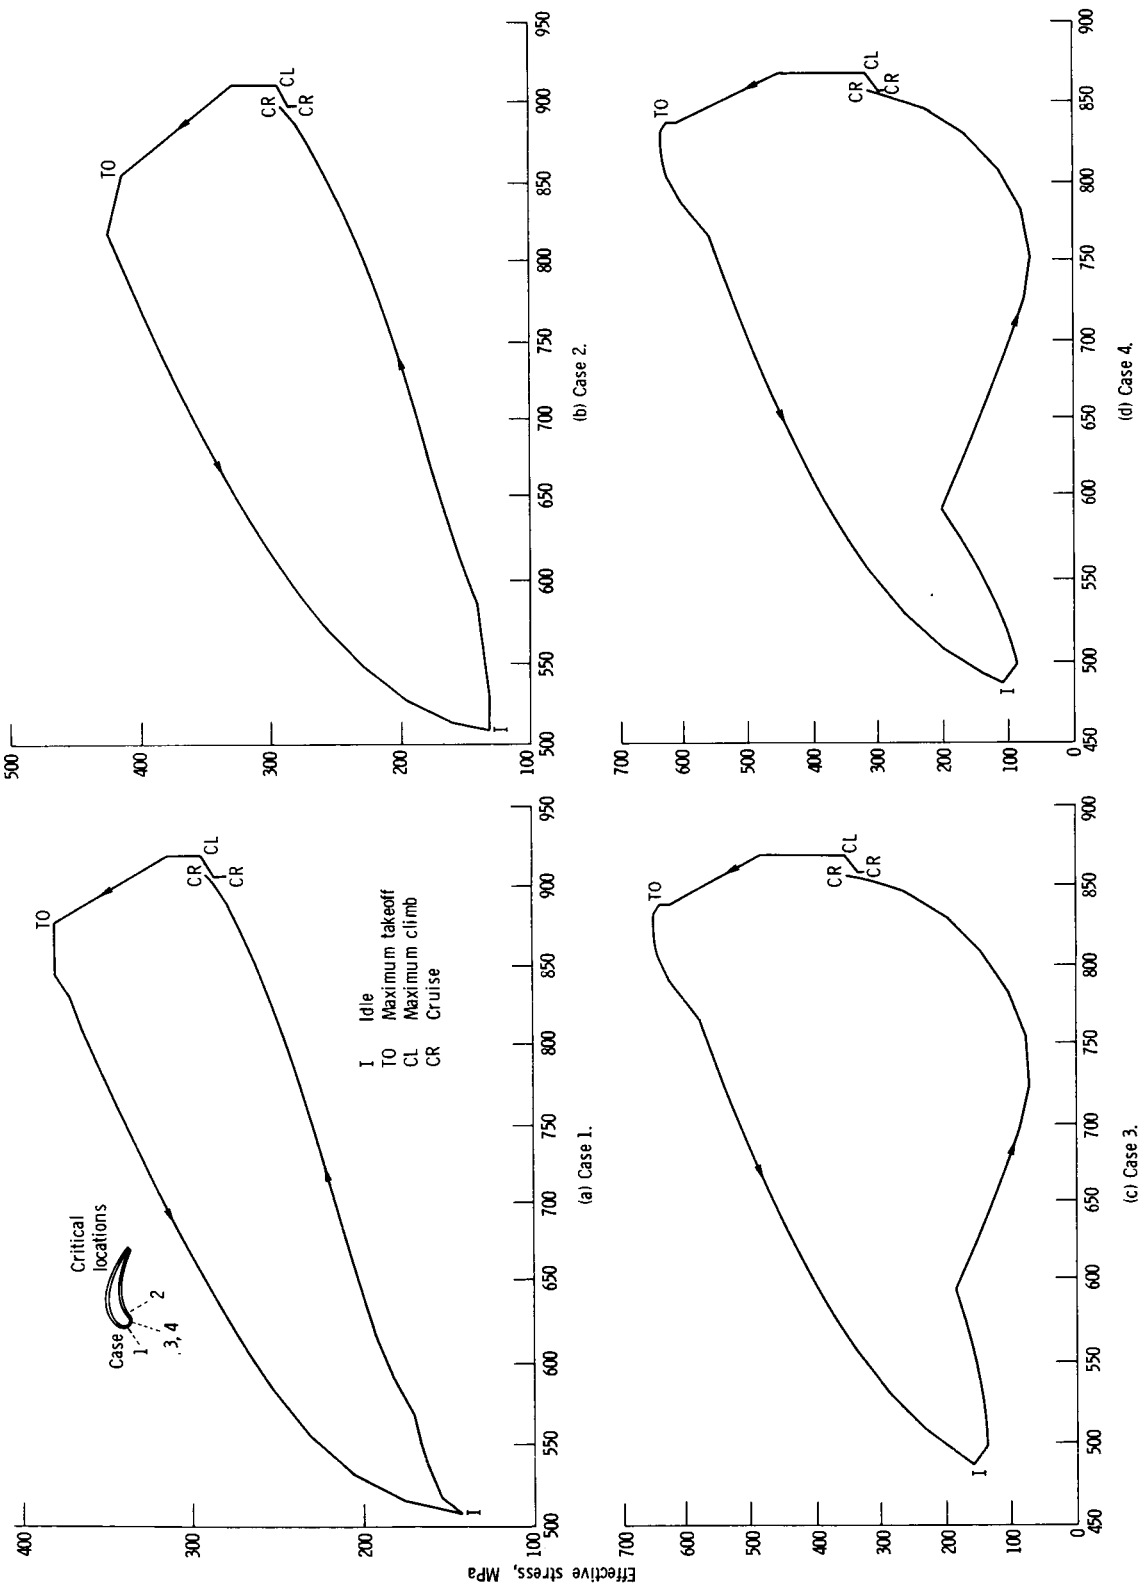 Effective stress, MPa
400
300
200
100
TO
CR
CL
CR
I
Critical
locations
Case
1
2
3, 4
I Idle
TO Maximum takeoff
CL Maximum climb
CR Cruise
500 550 600 650 700 750 800 850 900 950
(a) Case 1.
500
400
300
200
100
TO
CR
CL
CR
I
500 550 600 650 700 750 800 850 900 950
(b) Case 2.
700
600
500
400
300
200
100
0
TO
CR
CL
CR
I
450 500 550 600 650 700 750 800 850 900
(c) Case 3.
700
600
500
400
300
200
100
0
TO
CR
CL
CR
I
450 500 550 600 650 700 750 800 850 900
(d) Case 4.